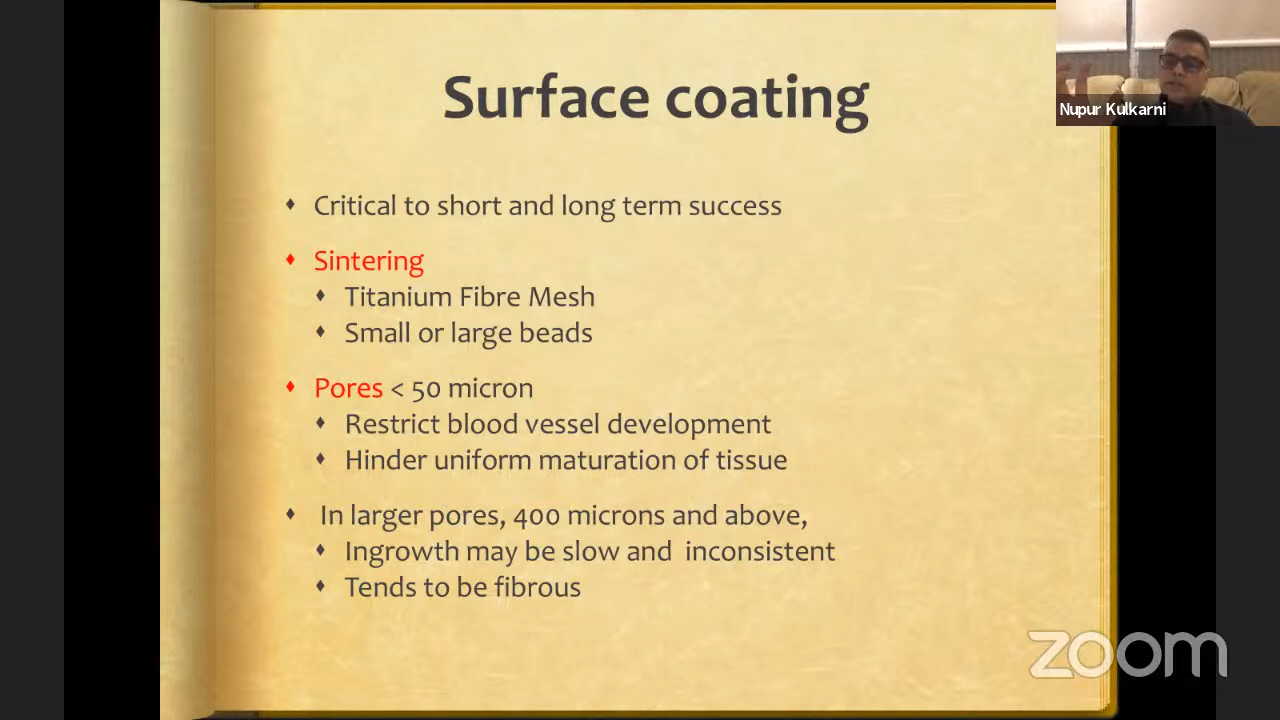 Surface coating
Nupur Kulkarni
Critical to short and long term success
Sintering
Titanium Fibre Mesh
Small or large beads
Pores < 50 micron
Restrict blood vessel development
Hinder uniform maturation of tissue
In larger pores, 400 microns and above,
Ingrowth may be slow and inconsistent
Tends to be fibrous
zoom